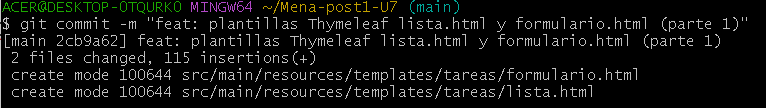 ACER@DESKTOP-OTQURKO MINGW64 ~/Mena-post1-U7 (main)
$ git commit -m "feat: plantillas Thymeleaf lista.html y formulario.html (parte 1)"
[main 2cb9a62] feat: plantillas Thymeleaf lista.html y formulario.html (parte 1)
 2 files changed, 115 insertions(+)
 create mode 100644 src/main/resources/templates/tareas/formulario.html
 create mode 100644 src/main/resources/templates/tareas/lista.html